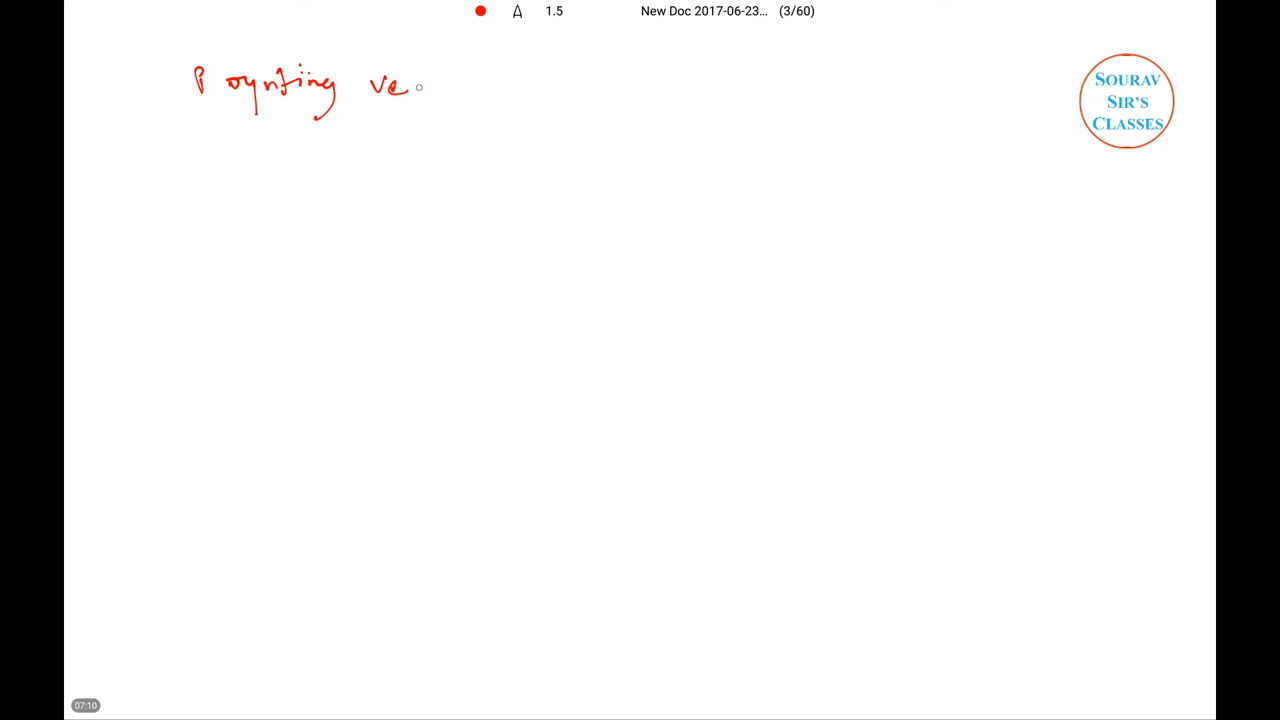 A 1.5 New Doc 2017-06-23... (3/60)
Poynting ve
SOURAV
SIR'S
CLASSES
07:10